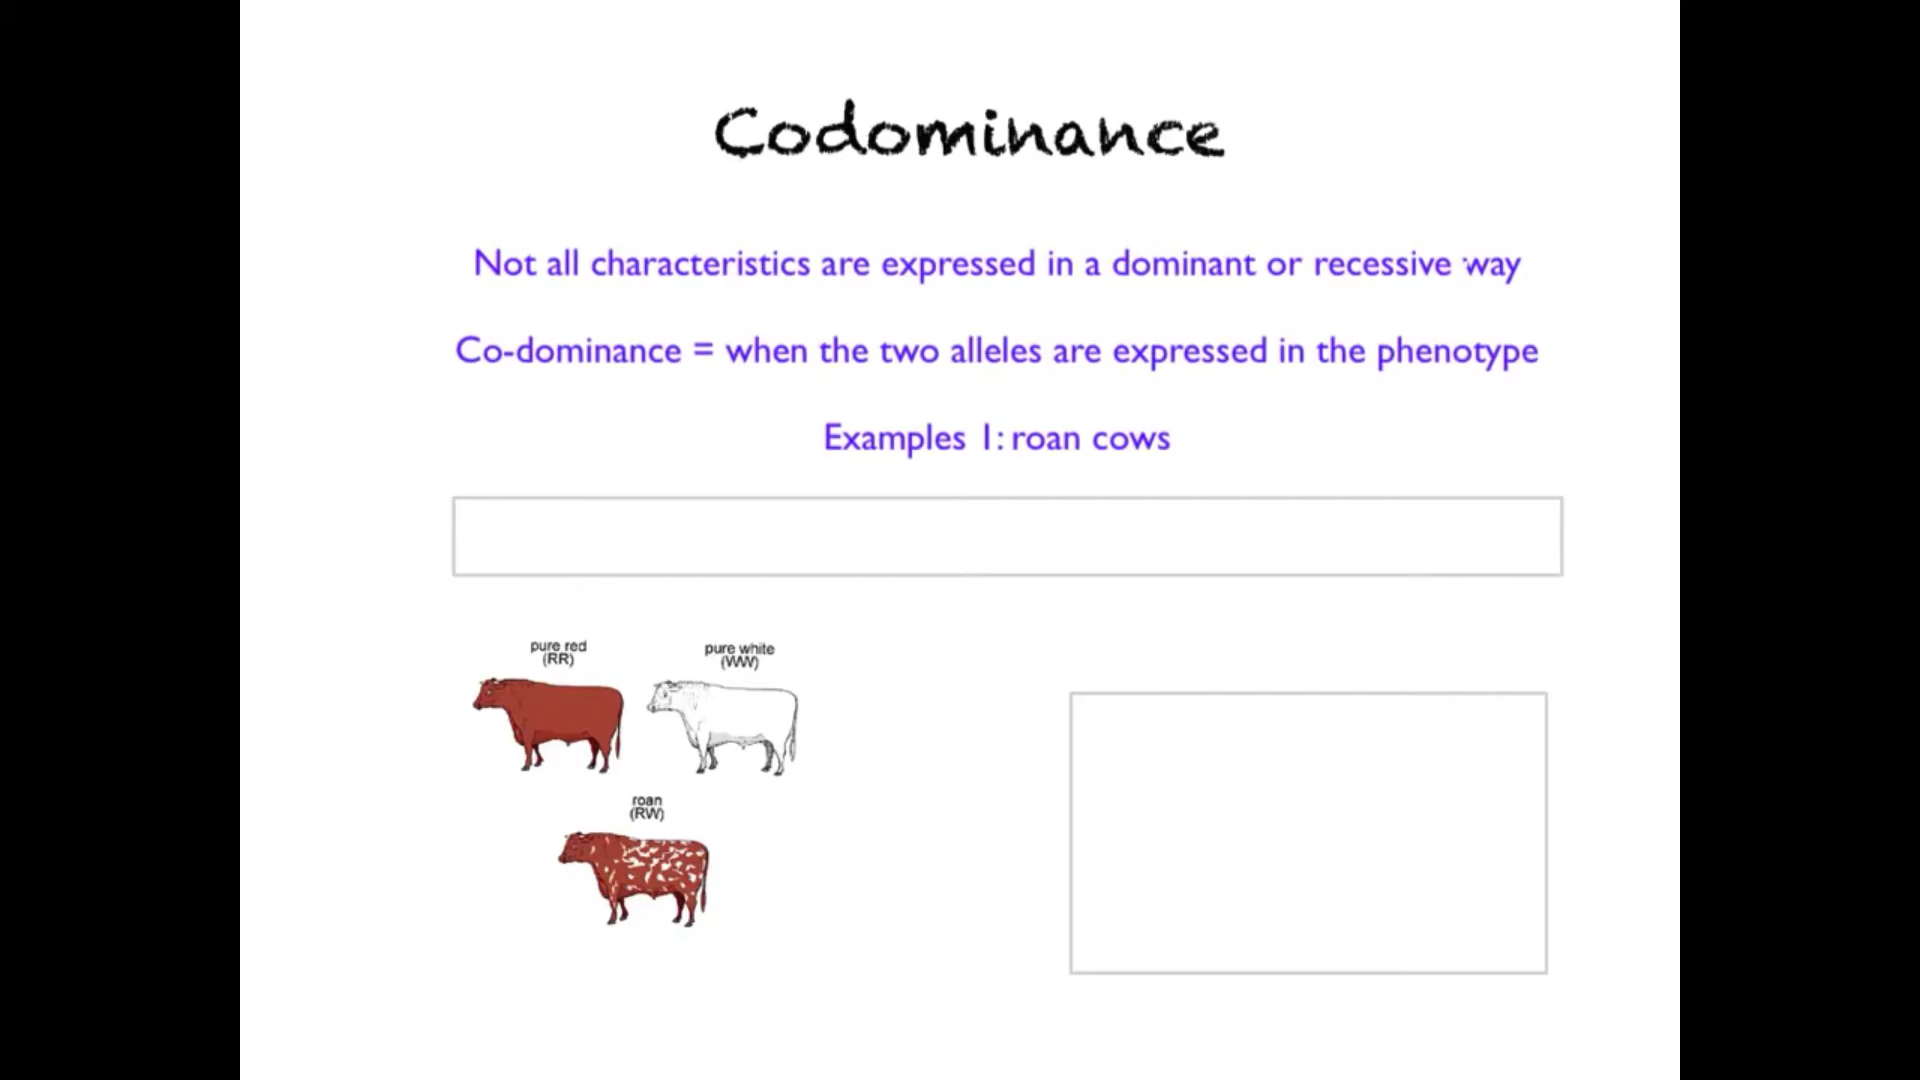 Codominance
Not all characteristics are expressed in a dominant or recessive way
Co-dominance = when the two alleles are expressed in the phenotype
Examples 1: roan cows
pure red
(RR)
pure white
(WW)
roan
(RW)